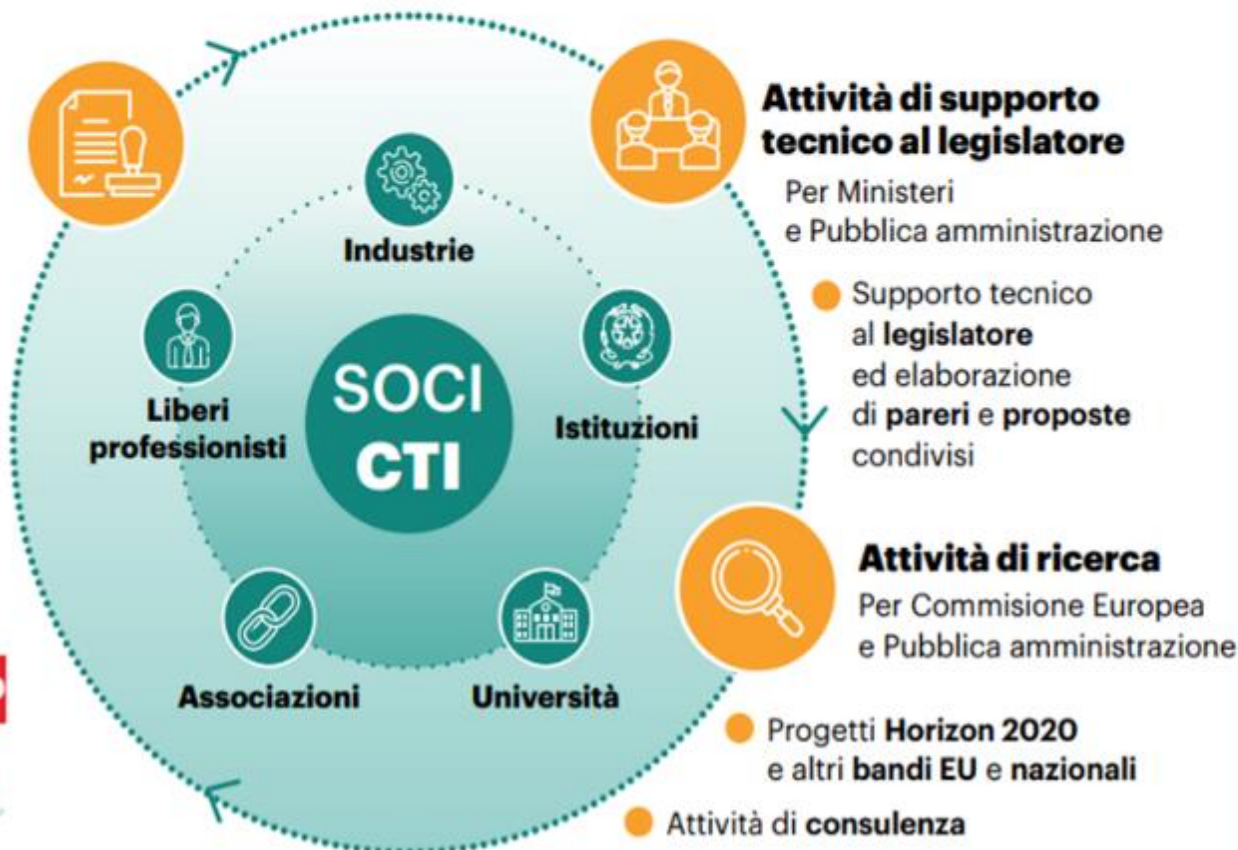 Attività di supporto
tecnico al legislatore
Per Ministeri
e Pubblica amministrazione
Supporto tecnico
al legislatore
ed elaborazione
di pareri e proposte
condivisi
Industrie
Liberi
professionisti
SOCI
CTI
Istituzioni
Associazioni
Università
Attività di ricerca
Per Commisione Europea
e Pubblica amministrazione
Progetti Horizon 2020
e altri bandi EU e nazionali
Attività di consulenza